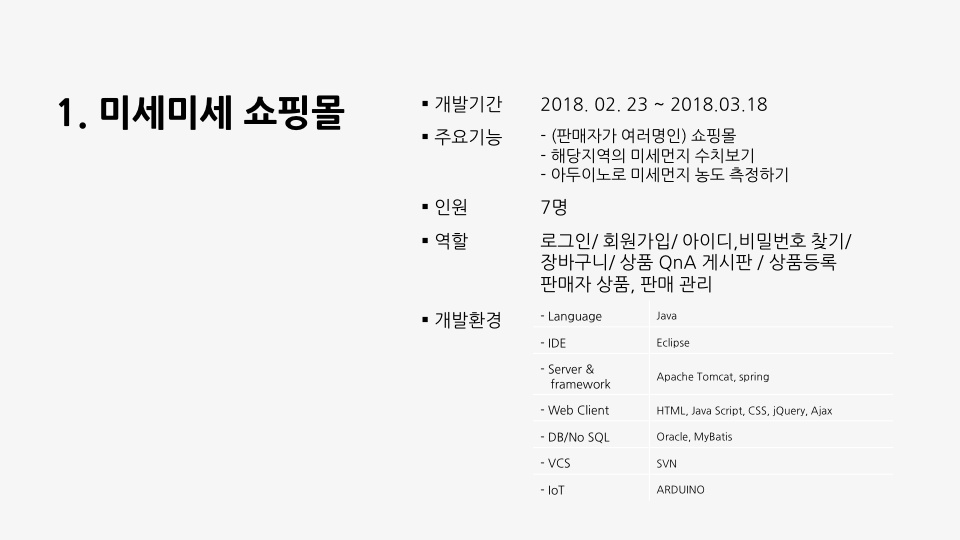 1. 미세미세 쇼핑몰
▪ 개발기간 2018. 02. 23 ~ 2018.03.18
▪ 주요기능 - (판매자가 여러명인) 쇼핑몰
- 해당지역의 미세먼지 수치보기
- 아두이노로 미세먼지 농도 측정하기
▪ 인원 7명
▪ 역할 로그인/ 회원가입/ 아이디,비밀번호 찾기/
장바구니/ 상품 QnA 게시판 / 상품등록
판매자 상품, 판매 관리
▪ 개발환경
- Language Java
- IDE Eclipse
- Server &
framework Apache Tomcat, spring
- Web Client HTML, Java Script, CSS, jQuery, Ajax
- DB/No SQL Oracle, MyBatis
- VCS SVN
- IoT ARDUINO